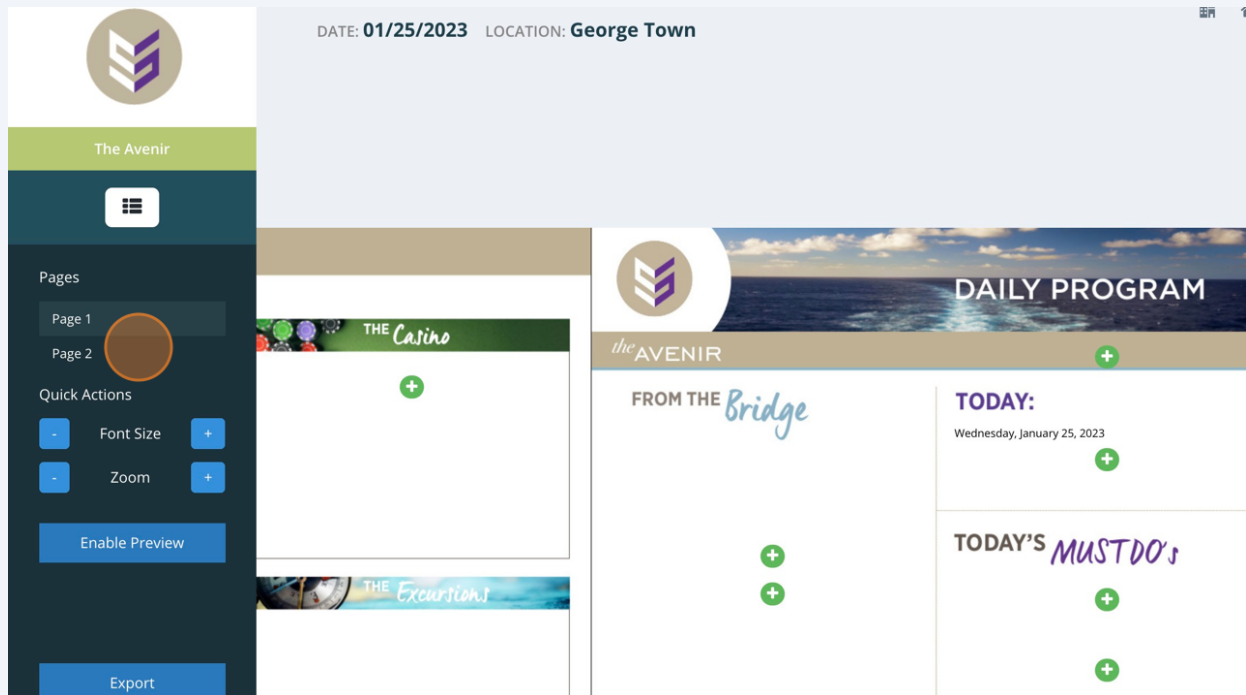 DATE: 01/25/2023 LOCATION: George Town
The Avenir
Pages
Page 1
Page 2
Quick Actions
- Font Size +
- Zoom +
Enable Preview
Export
THE Casino
THE Excursions
DAILY PROGRAM
the AVENIR
FROM THE Bridge
TODAY:
Wednesday, January 25, 2023
TODAY'S MUSTDO's